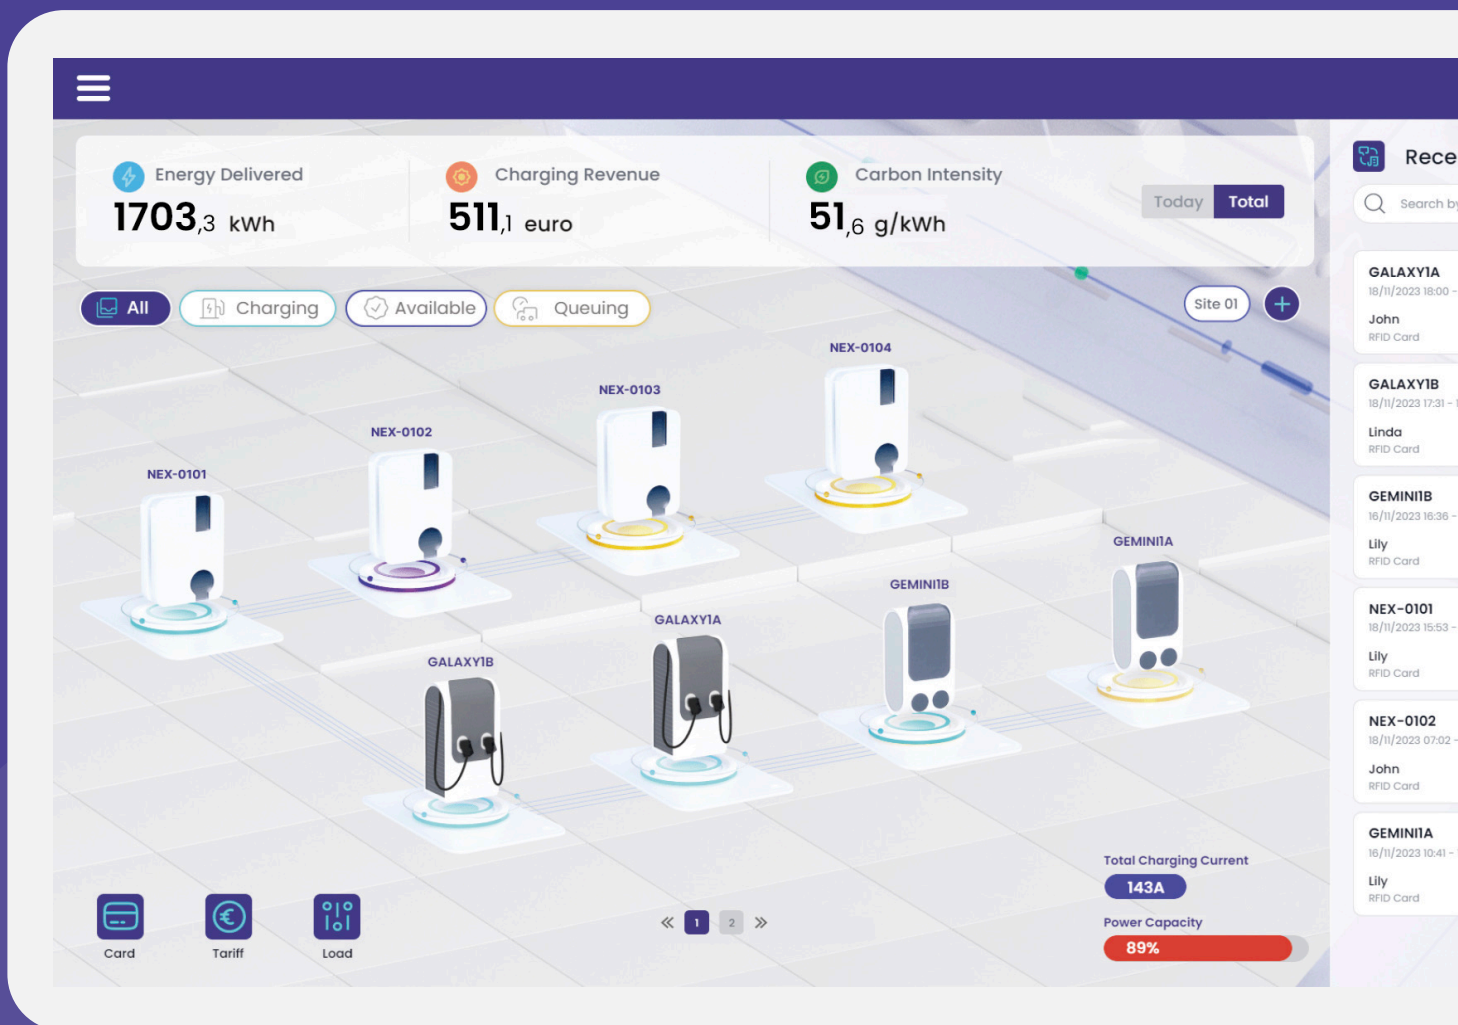 Energy Delivered
1703,3 kWh
Charging Revenue
511,1 euro
Carbon Intensity
51,6 g/kWh
Today Total
All
Charging
Available
Queuing
Site 01
NEX-0104
NEX-0103
NEX-0102
NEX-0101
GEMINI1A
GEMINI1B
GALAXY1A
GALAXY1B
Total Charging Current
143A
Power Capacity
89%
Card
Tariff
Load
1 2
Rece
Search by
GALAXY1A
18/11/2023 18:00 -
John
RFID Card
GALAXY1B
18/11/2023 17:31 - 1
Linda
RFID Card
GEMINI1B
16/11/2023 16:36 -
Lily
RFID Card
NEX-0101
18/11/2023 15:53 -
Lily
RFID Card
NEX-0102
18/11/2023 07:02 -
John
RFID Card
GEMINI1A
16/11/2023 10:41 -
Lily
RFID Card